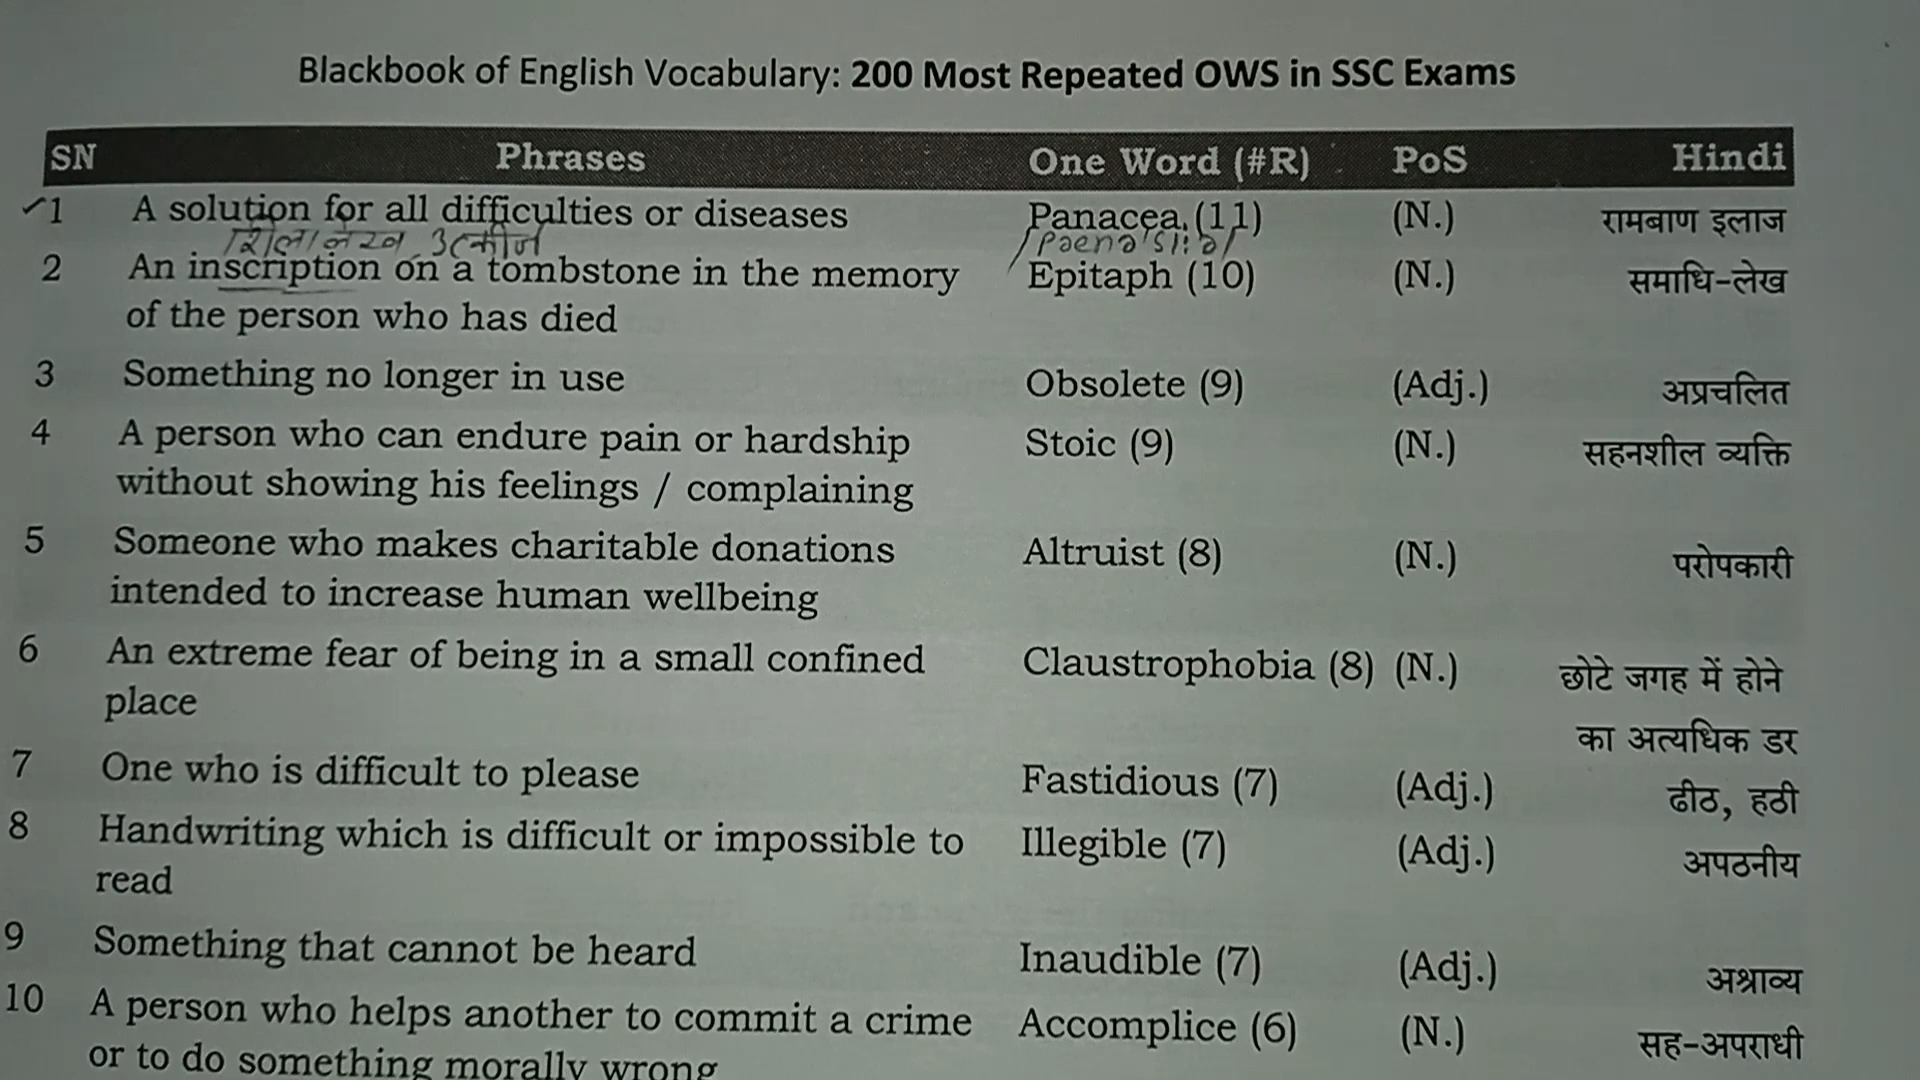 Blackbook of English Vocabulary: 200 Most Repeated OWS in SSC Exams
SN Phrases One Word (#R) PoS Hindi
✓1 A solution for all difficulties or diseases Panacea (11) (N.) रामबाण इलाज
उत्कीर्ण
2 An inscription on a tombstone in the memory Epitaph (10) (N.) समाधि-लेख
of the person who has died
3 Something no longer in use Obsolete (9) (Adj.) अप्रचलित
4 A person who can endure pain or hardship Stoic (9) (N.) सहनशील व्यक्ति
without showing his feelings / complaining
5 Someone who makes charitable donations Altruist (8) (N.) परोपकारी
intended to increase human wellbeing
6 An extreme fear of being in a small confined Claustrophobia (8) (N.) छोटे जगह में होने
place
का अत्यधिक डर
7 One who is difficult to please Fastidious (7) (Adj.) ढीठ, हठी
8 Handwriting which is difficult or impossible to Illegible (7) (Adj.) अपठनीय
read
9 Something that cannot be heard Inaudible (7) (Adj.) अश्राव्य
10 A person who helps another to commit a crime Accomplice (6) (N.) सह-अपराधी
or to do something morally wrong